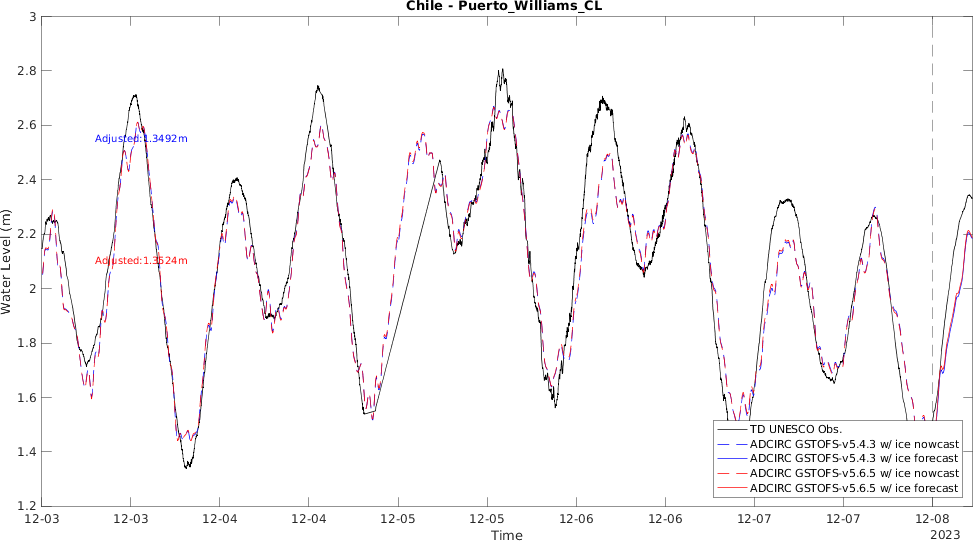 Chile - Puerto_Williams_CL
3
2.8
2.6
2.4
2.2
2
1.8
1.6
1.4
1.2
Water Level (m)
Adjusted:1.3492m
Adjusted:1.3524m
TD UNESCO Obs.
ADCIRC GSTOFS-v5.4.3 w/ ice nowcast
ADCIRC GSTOFS-v5.4.3 w/ ice forecast
ADCIRC GSTOFS-v5.6.5 w/ ice nowcast
ADCIRC GSTOFS-v5.6.5 w/ ice forecast
12-03 12-03 12-04 12-04 12-05 12-05 12-06 12-06 12-07 12-07 12-08
Time
2023